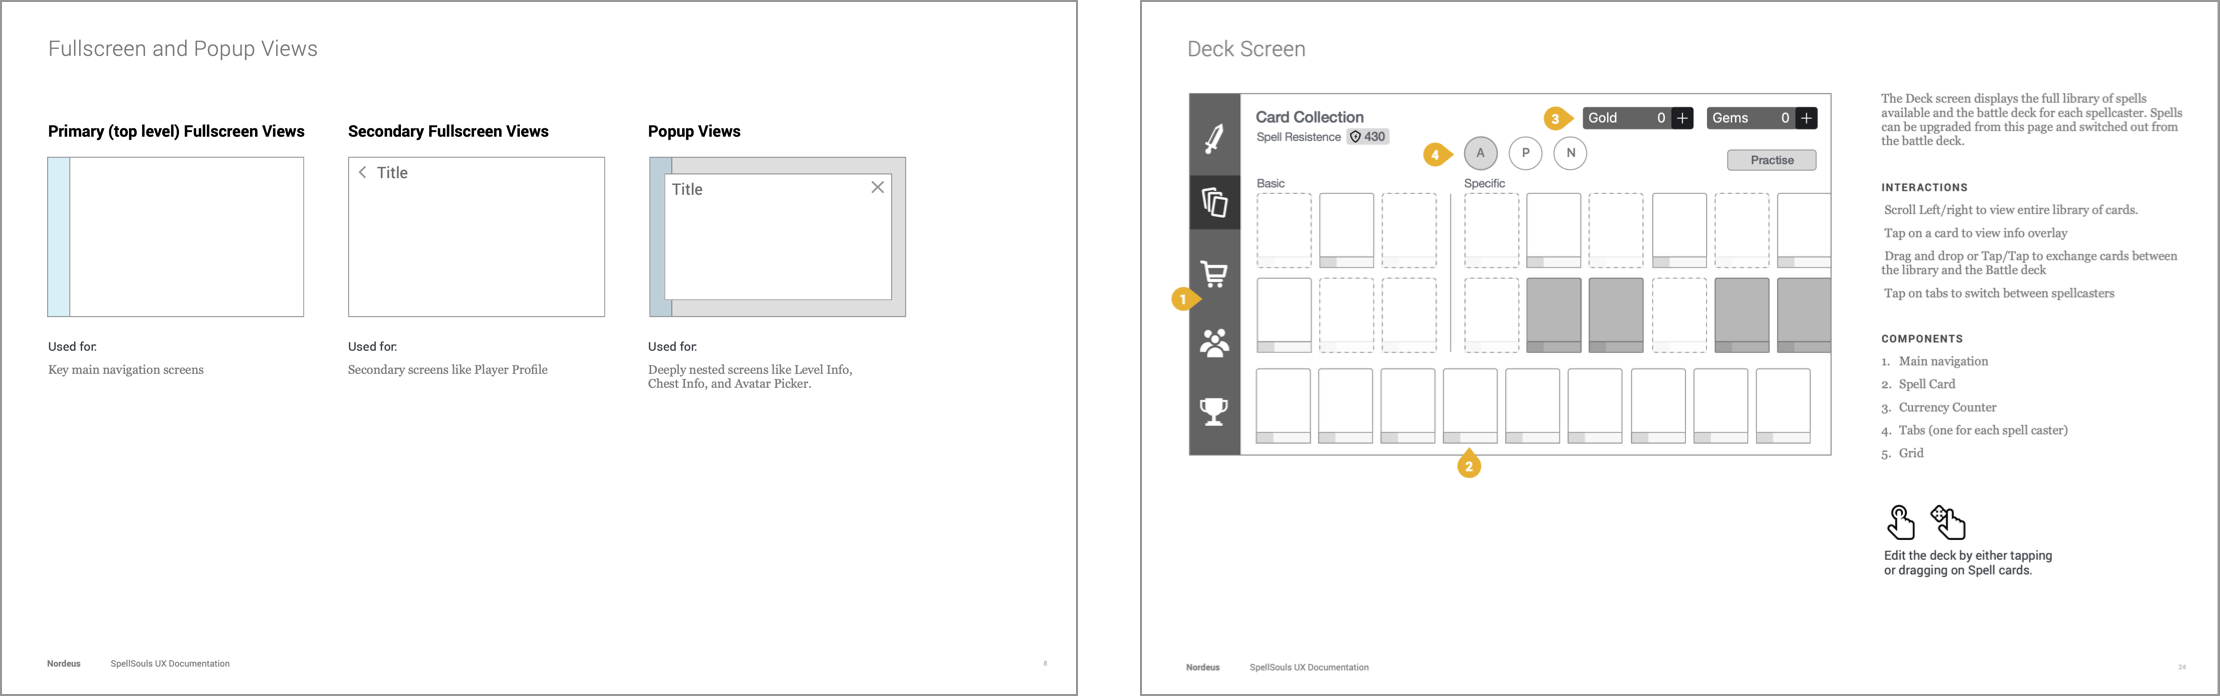 Fullscreen and Popup Views
Primary (top level) Fullscreen Views
Used for:
Key main navigation screens
Secondary Fullscreen Views
Title
Used for:
Secondary screens like Player Profile
Popup Views
Title
Used for:
Deeply nested screens like Level Info,
Chest Info, and Avatar Picker.
Nordeus SpellSouls UX Documentation 8
Deck Screen
Card Collection
Spell Resistence 430
3 Gold 0 + Gems 0 +
4 A P N
Practise
Basic Specific
1
2
The Deck screen displays the full library of spells
available and the battle deck for each spellcaster. Spells
can be upgraded from this page and switched out from
the battle deck.
INTERACTIONS
Scroll Left/right to view entire library of cards.
Tap on a card to view info overlay
Drag and drop or Tap/Tap to exchange cards between
the library and the Battle deck
Tap on tabs to switch between spellcasters
COMPONENTS
1. Main navigation
2. Spell Card
3. Currency Counter
4. Tabs (one for each spell caster)
5. Grid
Edit the deck by either tapping
or dragging on Spell cards.
Nordeus SpellSouls UX Documentation 24